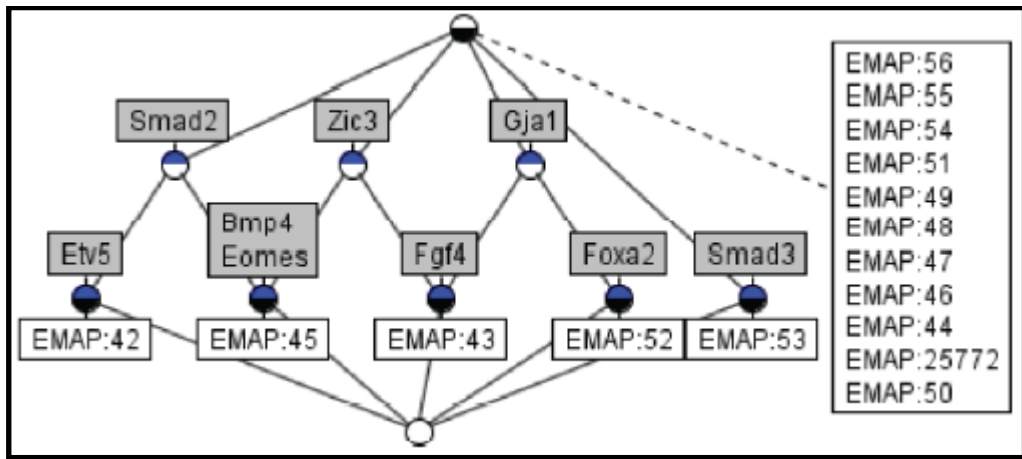 Smad2
Zic3
Gja1
Etv5
Bmp4
Eomes
Fgf4
Foxa2
Smad3
EMAP:42
EMAP:45
EMAP:43
EMAP:52
EMAP:53
EMAP:56
EMAP:55
EMAP:54
EMAP:51
EMAP:49
EMAP:48
EMAP:47
EMAP:46
EMAP:44
EMAP:25772
EMAP:50